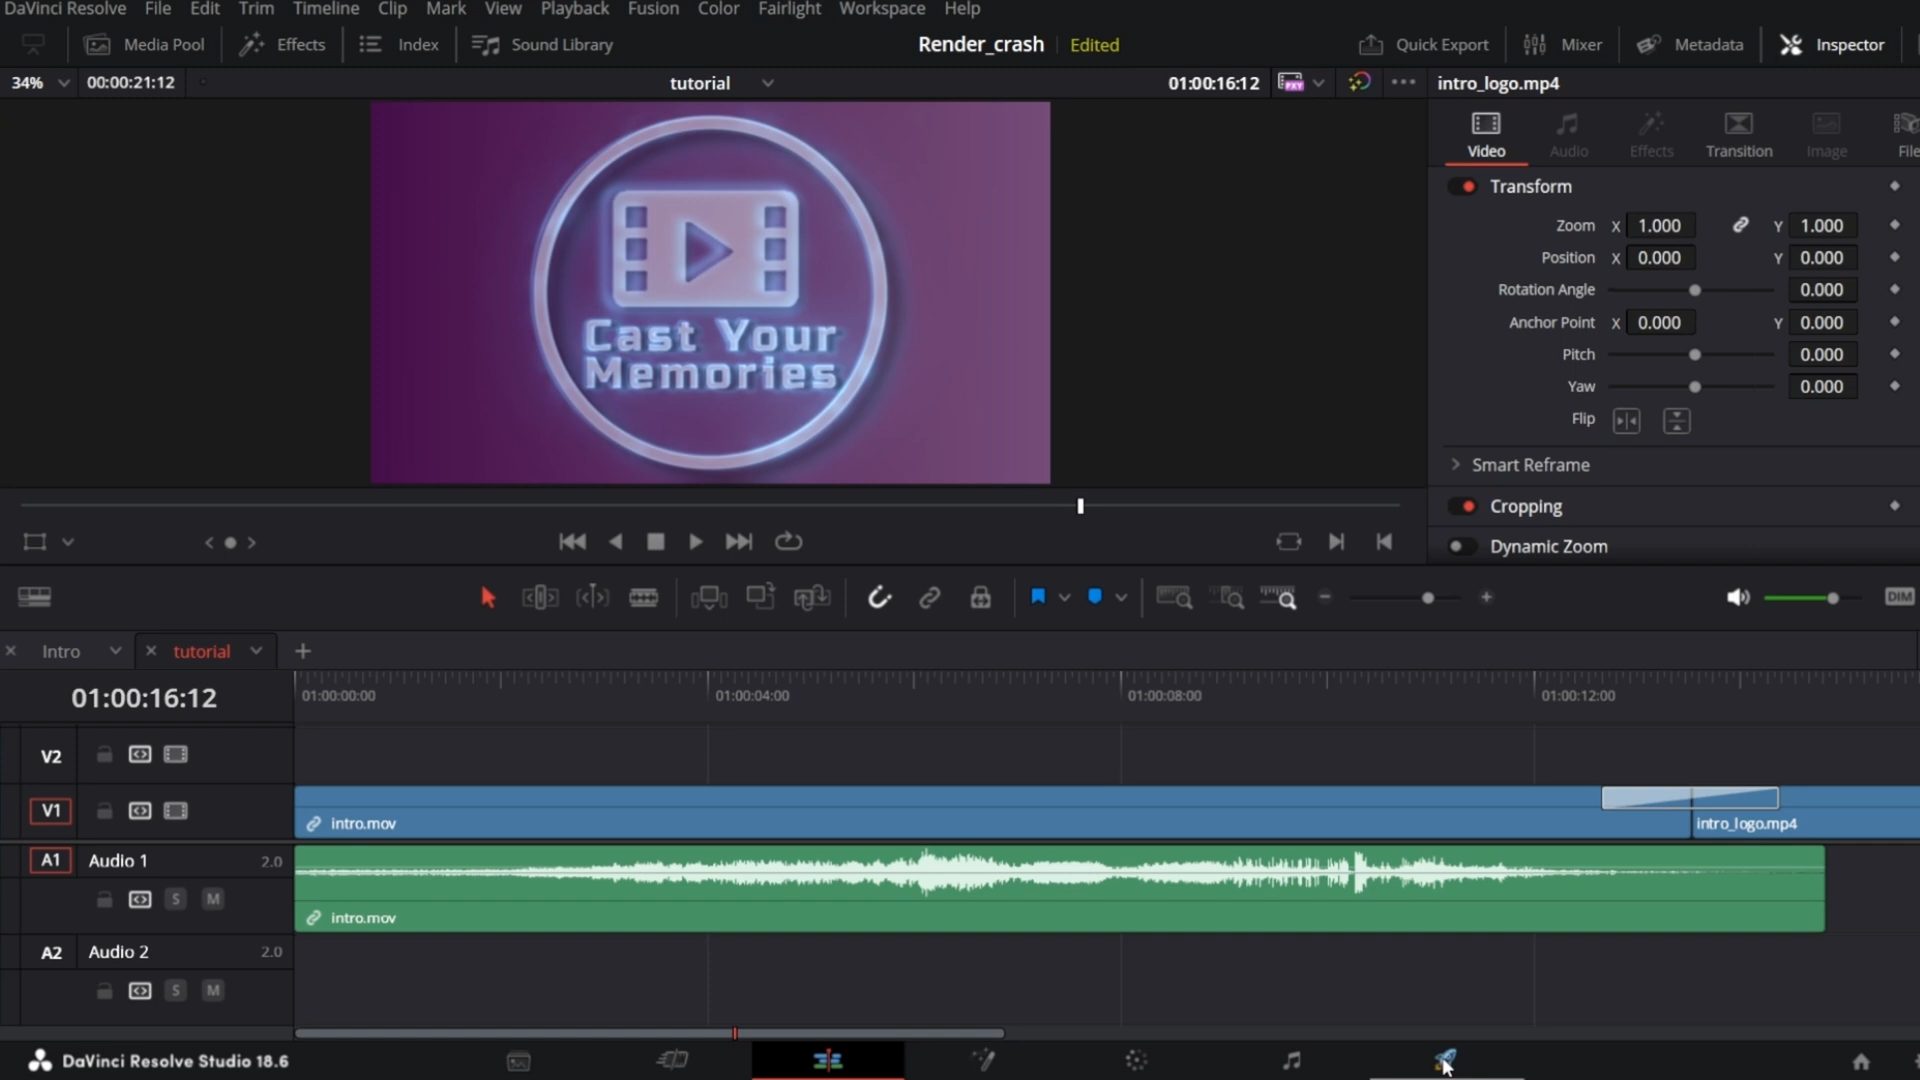 DaVinci Resolve File Edit Trim Timeline Clip Mark View Playback Fusion Color Fairlight Workspace Help
Media Pool Effects Index Sound Library Render_crash Edited Quick Export Mixer Metadata Inspector
34% 00:00:21:12 tutorial 01:00:16:12 PXY intro_logo.mp4
Video Audio Effects Transition Image File
Transform
Zoom X 1.000 Y 1.000
Position X 0.000 Y 0.000
Rotation Angle 0.000
Anchor Point X 0.000 Y 0.000
Pitch 0.000
Yaw 0.000
Flip
Smart Reframe
Cropping
Dynamic Zoom
Cast Your
Memories
DIM
Intro tutorial
01:00:16:12 01:00:00:00 01:00:04:00 01:00:08:00 01:00:12:00
V2
V1 intro.mov intro_logo.mp4
A1 Audio 1 2.0
S M
intro.mov
A2 Audio 2 2.0
S M
DaVinci Resolve Studio 18.6